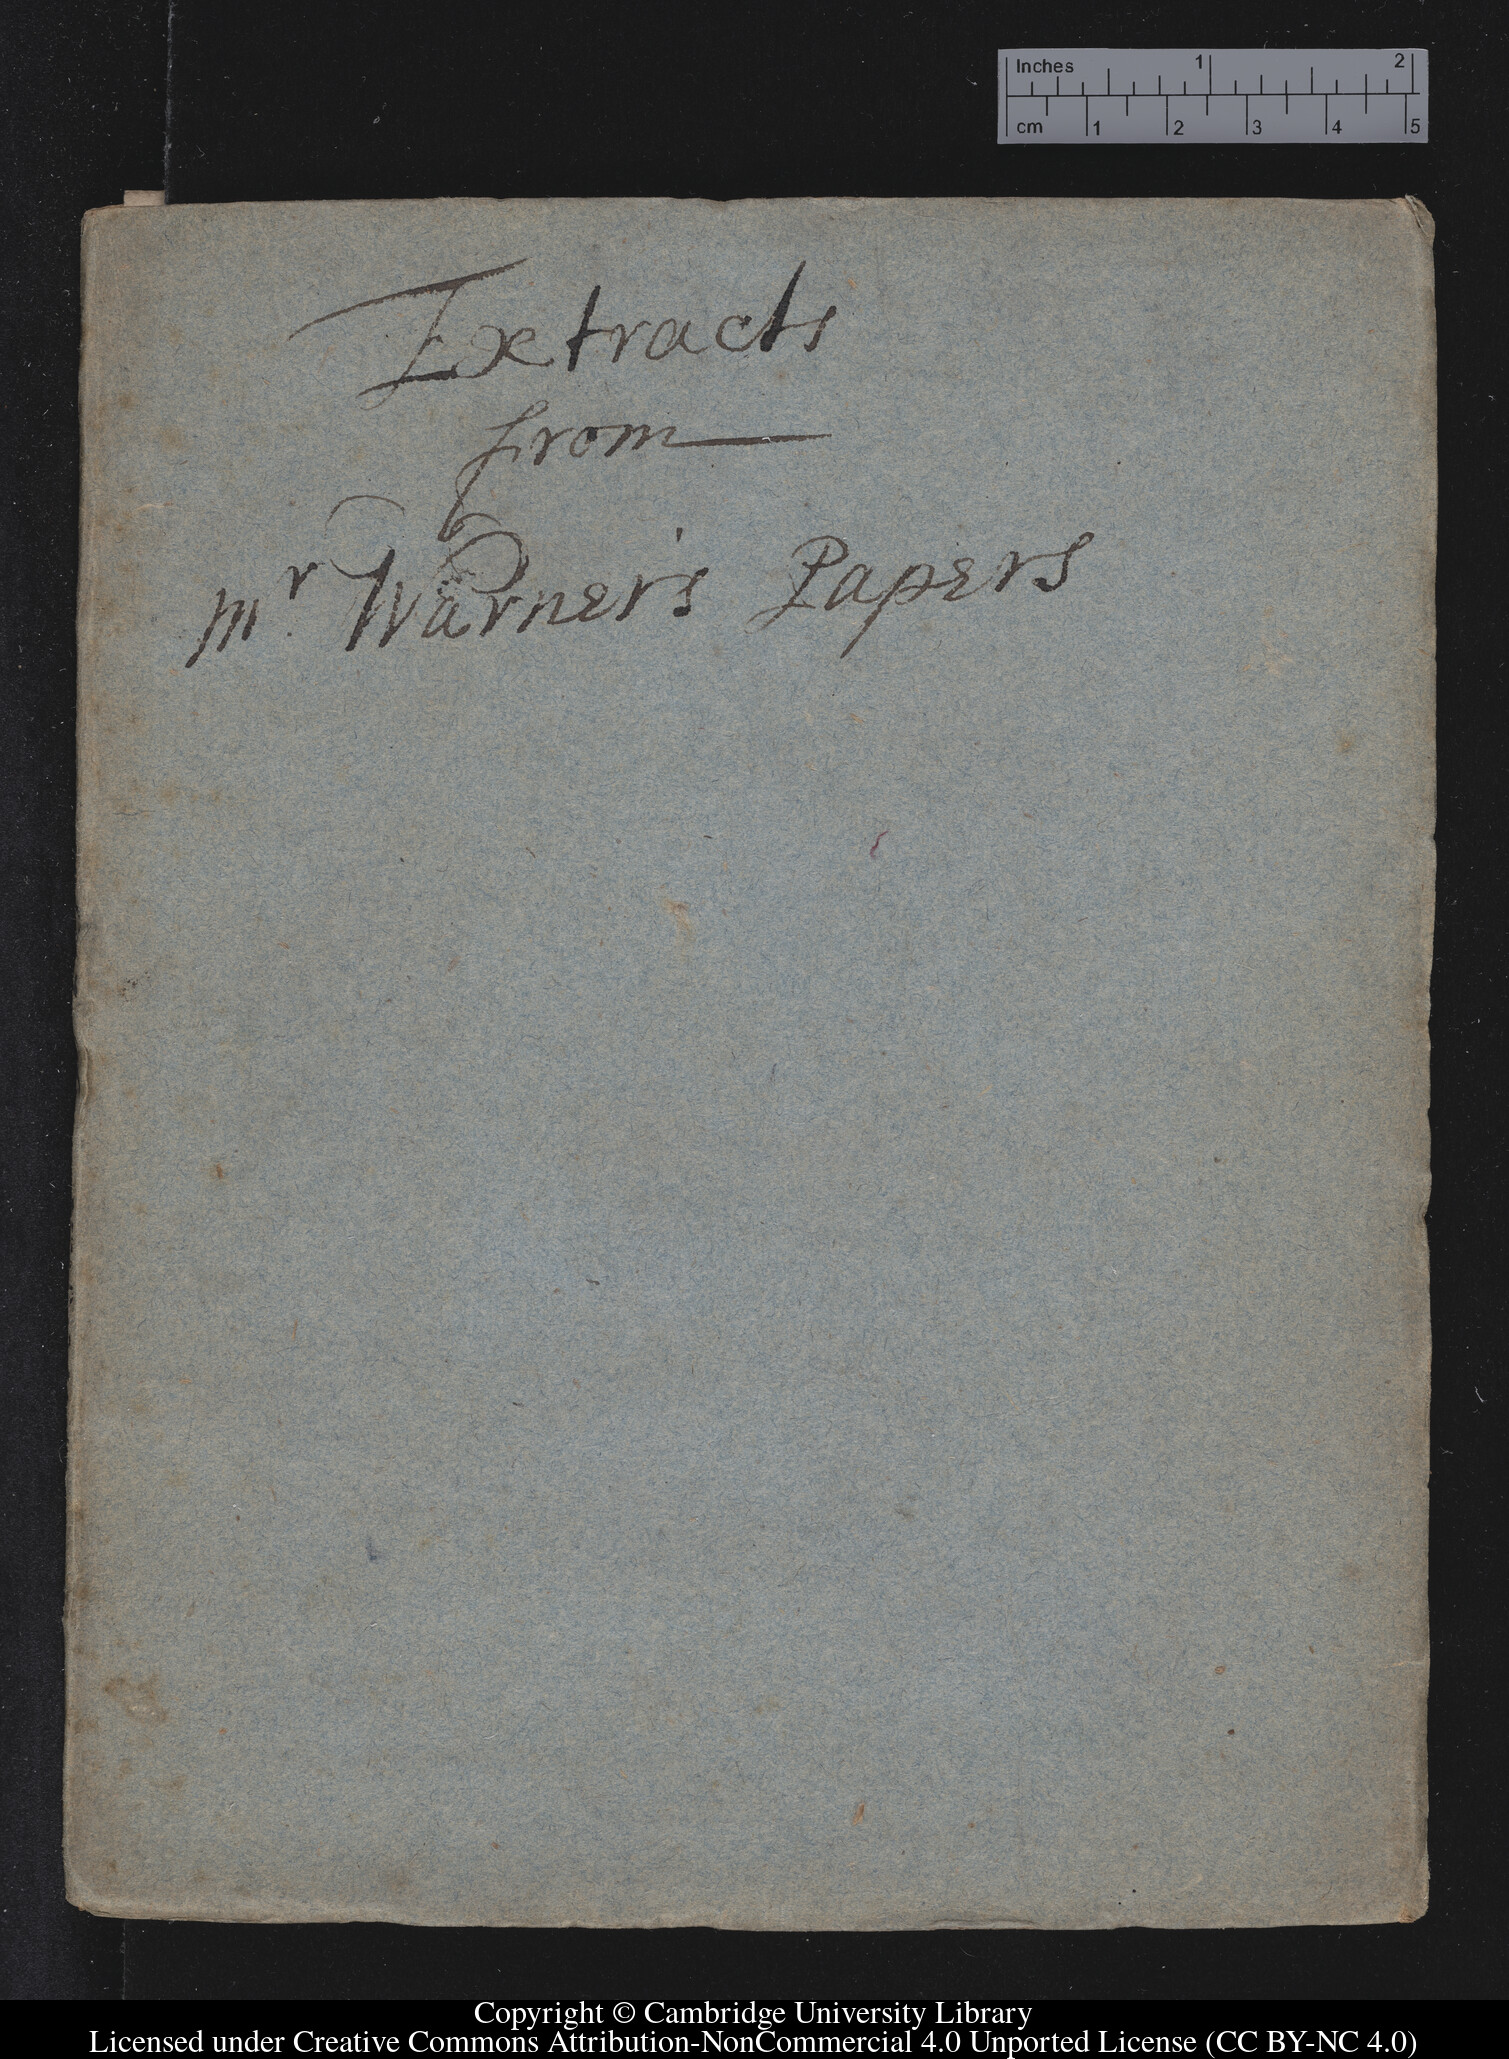 Inches 1 2
cm 1 2 3 4 5
Extracts
from
Mr. Warner's Papers
Copyright © Cambridge University Library
Licensed under Creative Commons Attribution-NonCommercial 4.0 Unported License (CC BY-NC 4.0)